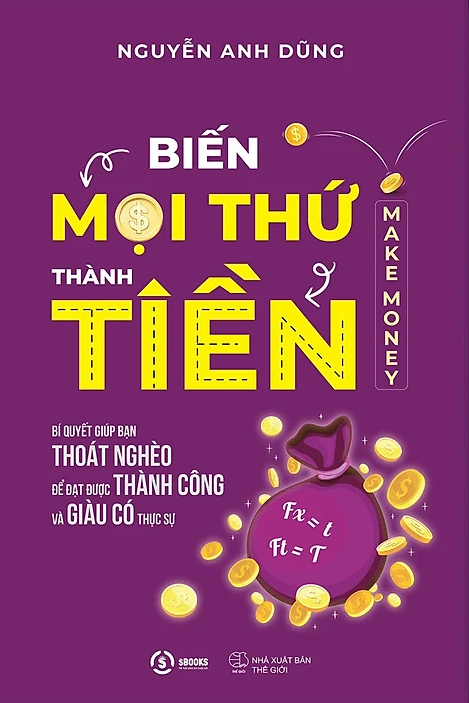 NGUYỄN ANH DŨNG
BIẾN
MỌI THỨ
THÀNH
TIỀN
MAKE MONEY
BÍ QUYẾT GIÚP BẠN
THOÁT NGHÈO
ĐỂ ĐẠT ĐƯỢC THÀNH CÔNG
VÀ GIÀU CÓ THỰC SỰ
Fx = t
Ft = T
SBOOKS
NHÀ XUẤT BẢN
THẾ GIỚI